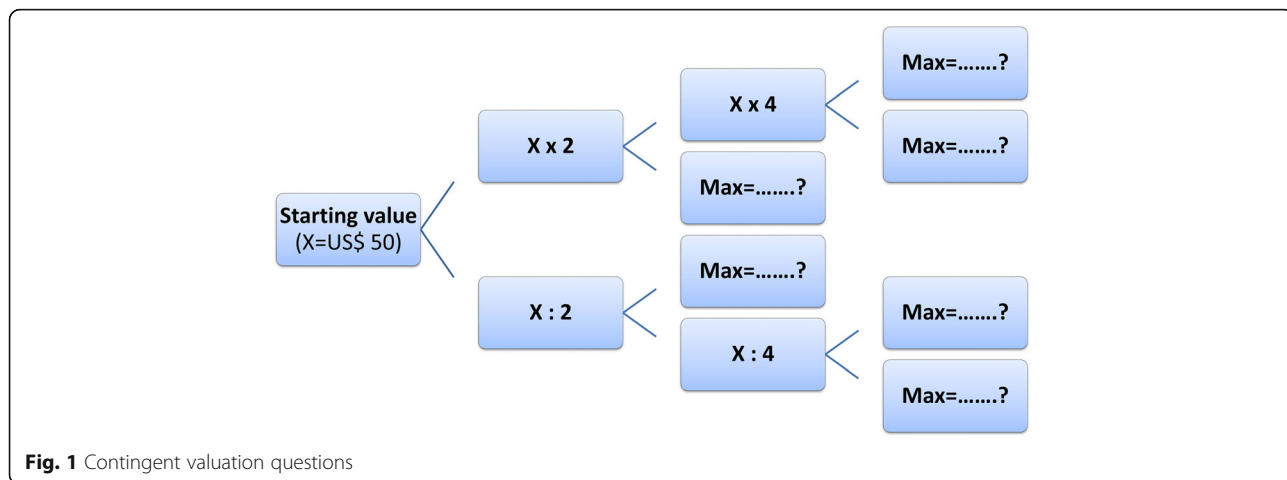 Starting value
(X=US$ 50)
X x 2
X : 2
X x 4
Max=.......?
Max=.......?
X : 4
Max=.......?
Max=.......?
Max=.......?
Max=.......?
Fig. 1 Contingent valuation questions